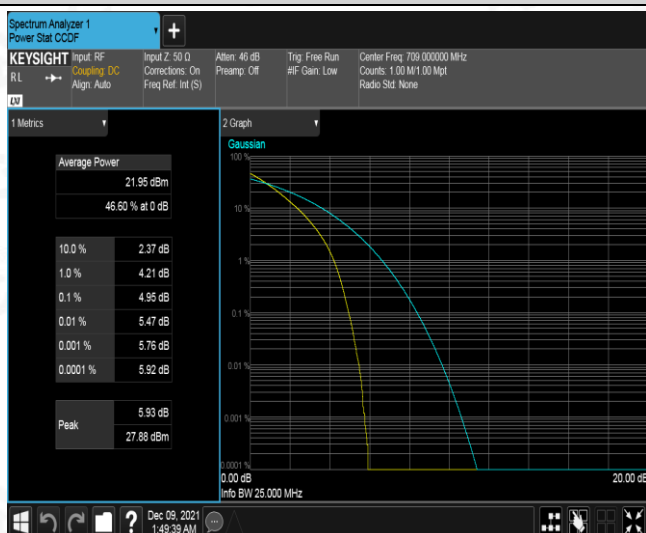 Spectrum Analyzer 1
Power Stat CCDF
KEYSIGHT
RL
LXI
Input: RF
Coupling: DC
Align: Auto
Input Z: 50 Ω
Corrections: On
Freq Ref: Int (S)
Atten: 46 dB
Preamp: Off
Trig: Free Run
#IF Gain: Low
Center Freq: 709.000000 MHz
Counts: 1.00 M/1.00 Mpt
Radio Std: None
1 Metrics
Average Power
21.95 dBm
46.60 % at 0 dB
10.0 % 2.37 dB
1.0 % 4.21 dB
0.1 % 4.95 dB
0.01 % 5.47 dB
0.001 % 5.76 dB
0.0001 % 5.92 dB
Peak
5.93 dB
27.88 dBm
2 Graph
Gaussian
100 %
10 %
1 %
0.1 %
0.01 %
0.001 %
0.0001 %
0.00 dB
20.00 dB
Info BW 25.000 MHz
?
Dec 09, 2021
1:49:39 AM